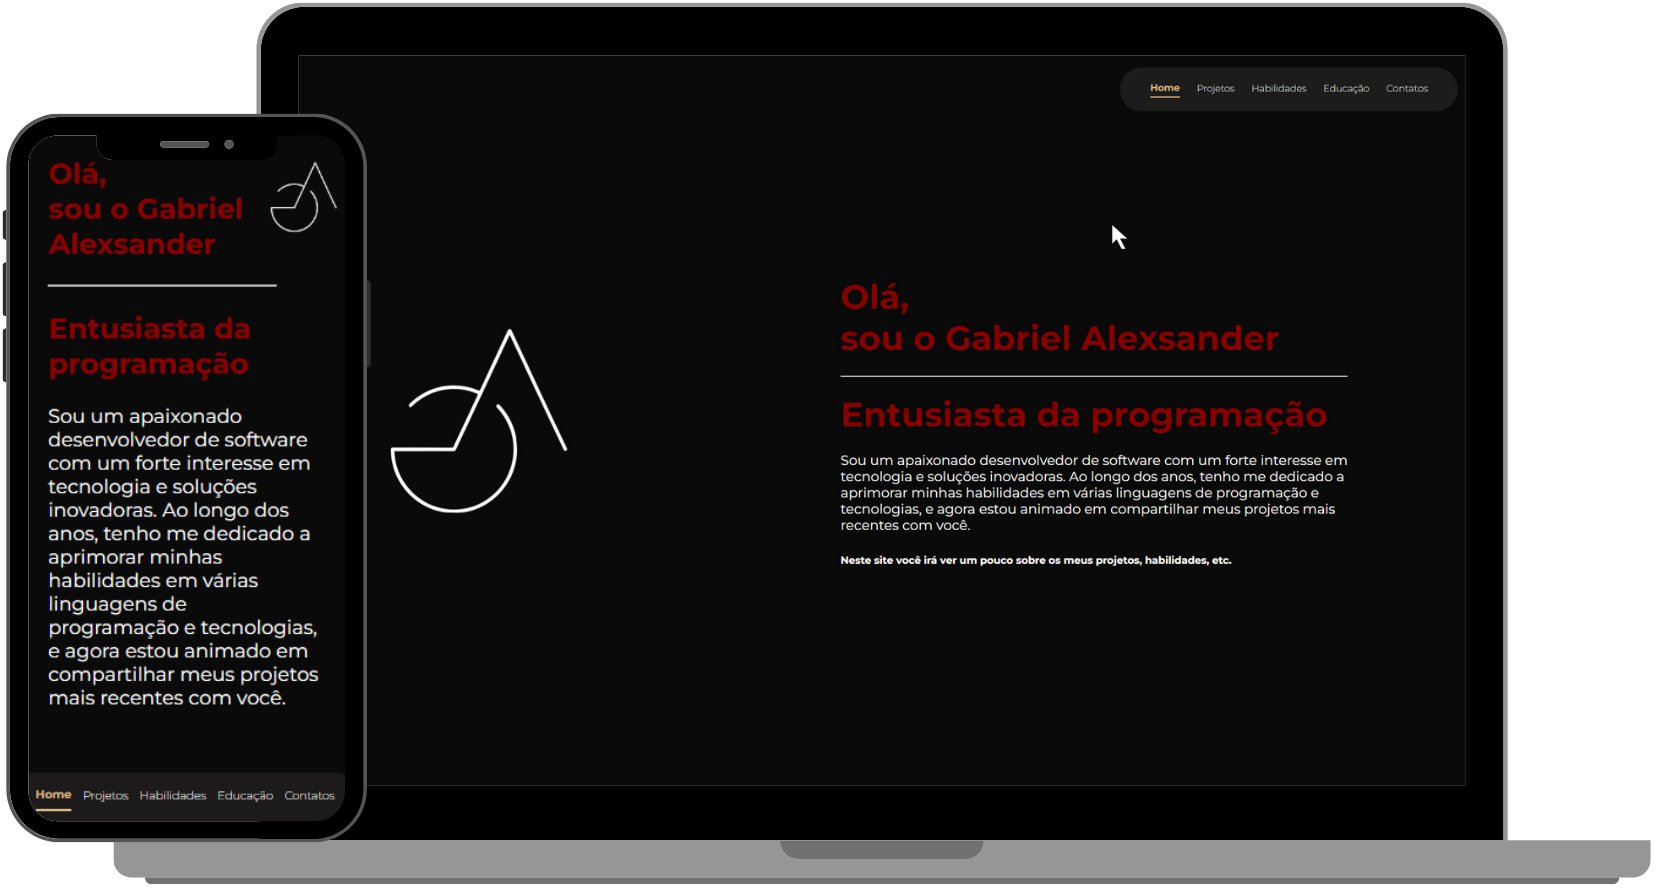 Olá,
sou o Gabriel
Alexsander
Entusiasta da
programação
Sou um apaixonado
desenvolvedor de software
com um forte interesse em
tecnologia e soluções
inovadoras. Ao longo dos
anos, tenho me dedicado a
aprimorar minhas
habilidades em várias
linguagens de
programação e tecnologias,
e agora estou animado em
compartilhar meus projetos
mais recentes com você.
Home Projetos Habilidades Educação Contatos
Home Projetos Habilidades Educação Contatos
Olá,
sou o Gabriel Alexsander
Entusiasta da programação
Sou um apaixonado desenvolvedor de software com um forte interesse em
tecnologia e soluções inovadoras. Ao longo dos anos, tenho me dedicado a
aprimorar minhas habilidades em várias linguagens de programação e
tecnologias, e agora estou animado em compartilhar meus projetos mais
recentes com você.
Neste site você irá ver um pouco sobre os meus projetos, habilidades, etc.